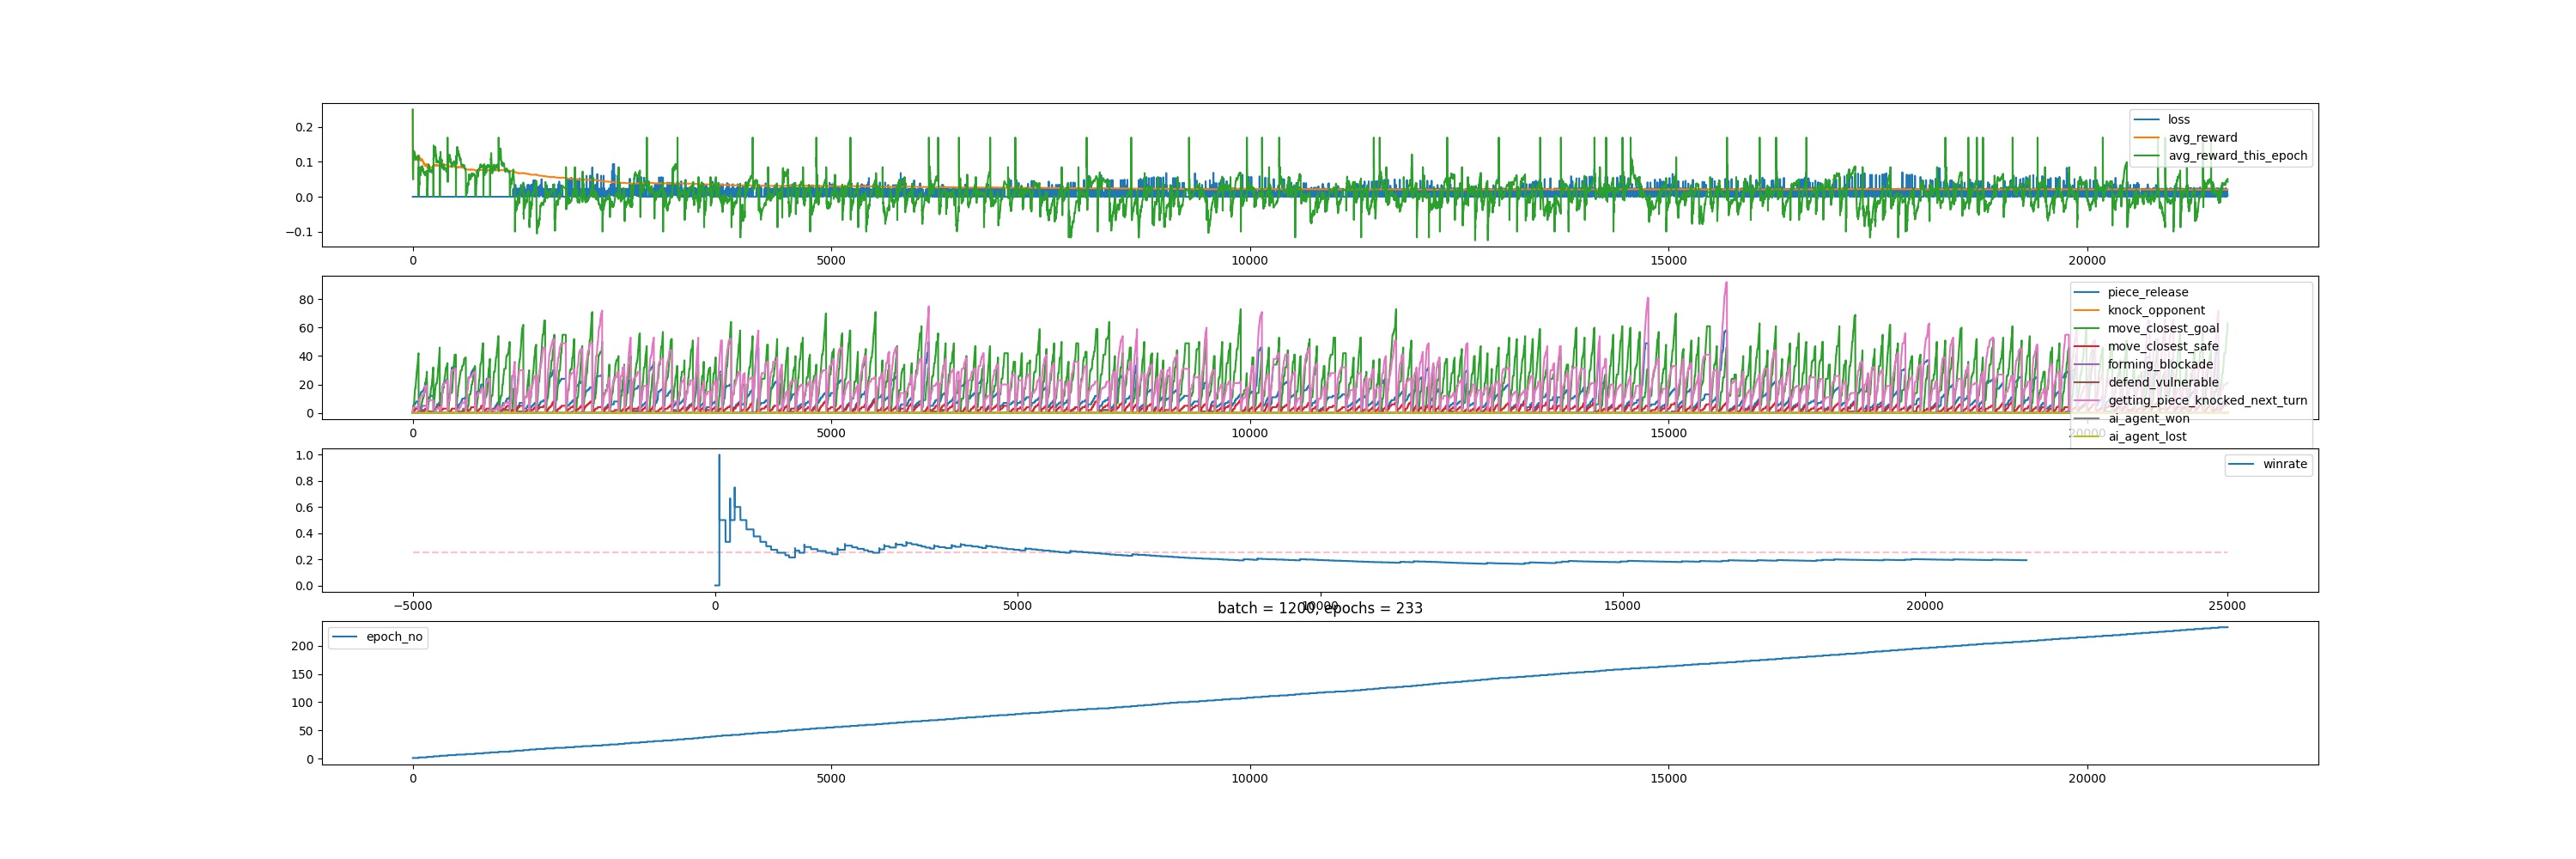 0.2
0.1
0.0
−0.1
loss
avg_reward
avg_reward_this_epoch
0 5000 10000 15000 20000
80
60
40
20
0
piece_release
knock_opponent
move_closest_goal
move_closest_safe
forming_blockade
defend_vulnerable
getting_piece_knocked_next_turn
ai_agent_won
ai_agent_lost
0 5000 10000 15000 20000
1.0
0.8
0.6
0.4
0.2
0.0
winrate
−5000 0 5000 10000 15000 20000 25000
batch = 1200, epochs = 233
200
150
100
50
0
epoch_no
0 5000 10000 15000 20000